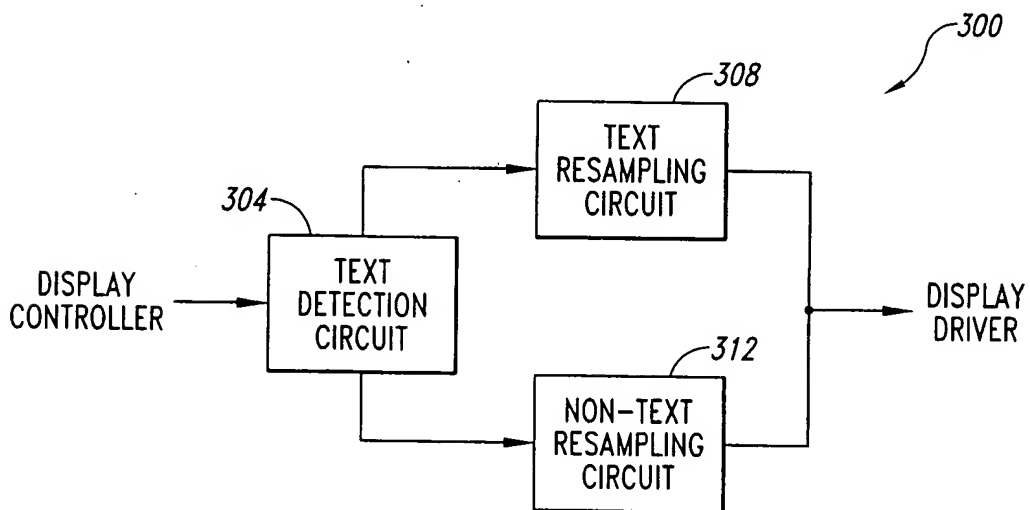 300
308
TEXT
RESAMPLING
CIRCUIT
304
TEXT
DETECTION
CIRCUIT
DISPLAY
CONTROLLER
DISPLAY
DRIVER
312
NON-TEXT
RESAMPLING
CIRCUIT